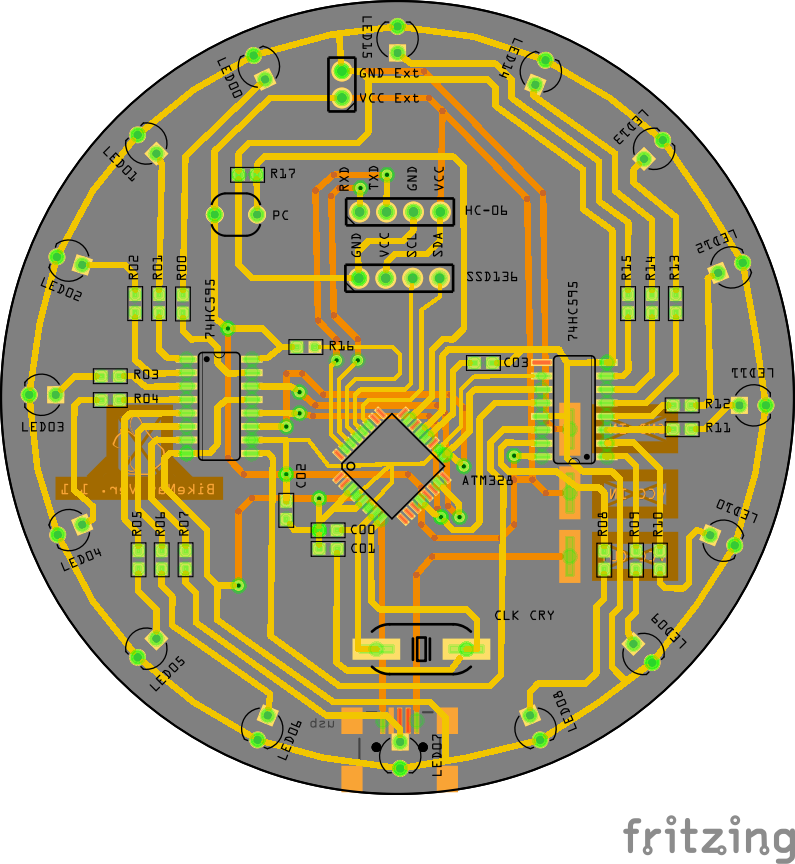 LED15
LED00
LED14
GND Ext
VCC Ext
LED13
LED01
R17
RXD
TXD
GND
VCC
HC-06
PC
GND
VCC
SCL
SDA
SSD136
LED12
LED02
R02
R01
R00
74HC595
R15
R14
R13
74HC595
R16
C03
LED11
R03
R04
R12
R11
LED03
C02
ATM328
BikeNav Ver. 1.1
VCC IN
LED10
LED04
R05
R06
R07
C00
C01
R08
R09
R10
CLK CRY
LED09
LED05
LED08
LED06
usb
LED07
fritzing